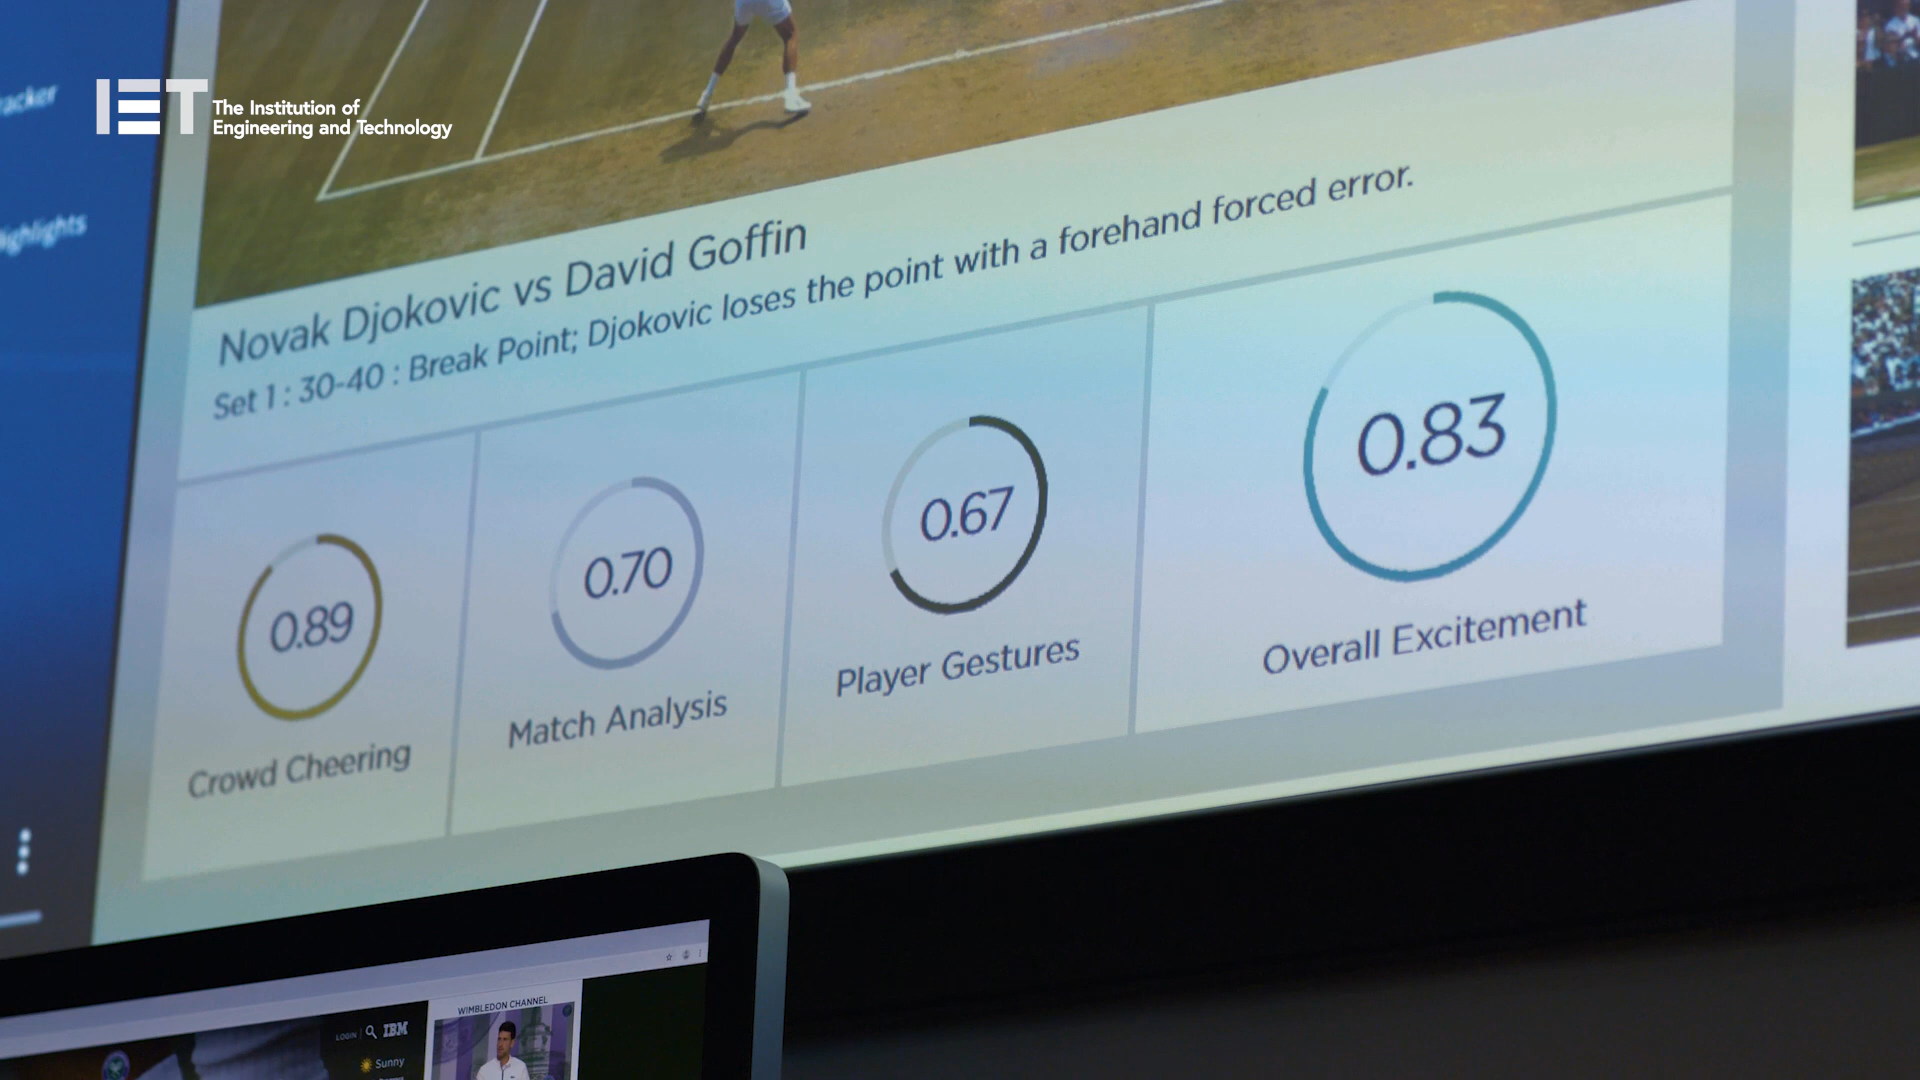 IET
The Institution of
Engineering and Technology
Novak Djokovic vs David Goffin
Set 1 : 30-40 : Break Point; Djokovic loses the point with a forehand forced error.
0.89
Crowd Cheering
0.70
Match Analysis
0.67
Player Gestures
0.83
Overall Excitement
WIMBLEDON CHANNEL
LOGIN
IBM
Sunny